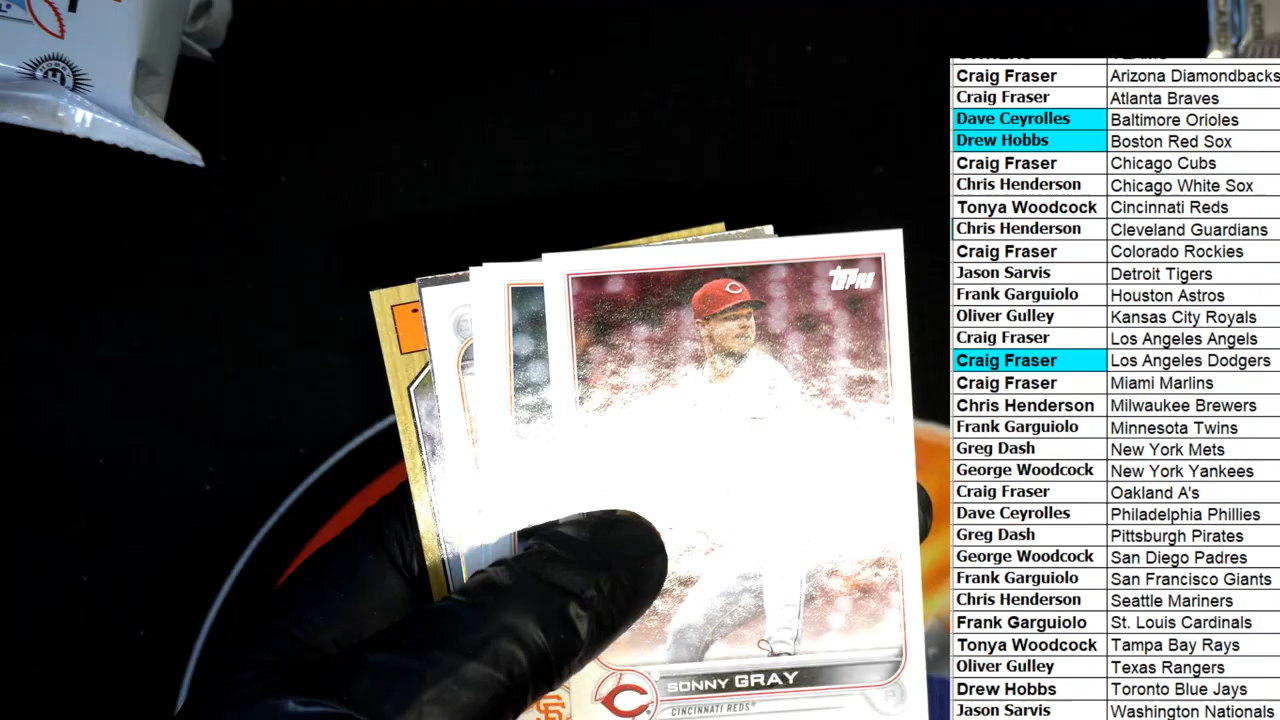 HOBBY
H
Craig Fraser Arizona Diamondbacks
Craig Fraser Atlanta Braves
Dave Ceyrolles Baltimore Orioles
Drew Hobbs Boston Red Sox
Craig Fraser Chicago Cubs
Chris Henderson Chicago White Sox
Tonya Woodcock Cincinnati Reds
Chris Henderson Cleveland Guardians
Craig Fraser Colorado Rockies
Jason Sarvis Detroit Tigers
Frank Garguiolo Houston Astros
Oliver Gulley Kansas City Royals
Craig Fraser Los Angeles Angels
Craig Fraser Los Angeles Dodgers
Craig Fraser Miami Marlins
Chris Henderson Milwaukee Brewers
Frank Garguiolo Minnesota Twins
Greg Dash New York Mets
George Woodcock New York Yankees
Craig Fraser Oakland A's
Dave Ceyrolles Philadelphia Phillies
Greg Dash Pittsburgh Pirates
George Woodcock San Diego Padres
Frank Garguiolo San Francisco Giants
Chris Henderson Seattle Mariners
Frank Garguiolo St. Louis Cardinals
Tonya Woodcock Tampa Bay Rays
Oliver Gulley Texas Rangers
Drew Hobbs Toronto Blue Jays
Jason Sarvis Washington Nationals
topps
SONNY GRAY
CINCINNATI REDS
P
C
SF